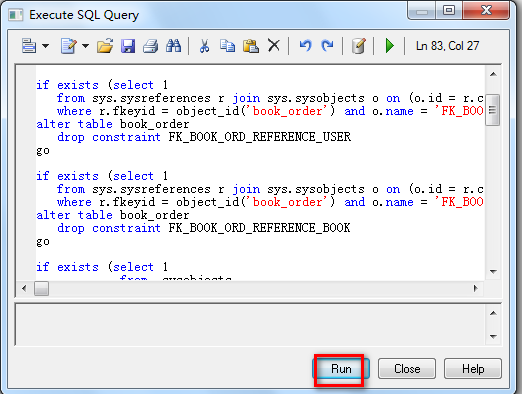 Execute SQL Query
Ln 83, Col 27
if exists (select 1
from sys.sysreferences r join sys.sysobjects o on (o.id = r.c
where r.fkeyid = object_id('book_order') and o.name = 'FK_BOO
alter table book_order
drop constraint FK_BOOK_ORD_REFERENCE_USER
go
if exists (select 1
from sys.sysreferences r join sys.sysobjects o on (o.id = r.c
where r.fkeyid = object_id('book_order') and o.name = 'FK_BOO
alter table book_order
drop constraint FK_BOOK_ORD_REFERENCE_BOOK
go
if exists (select 1
from sysobjects
Run Close Help